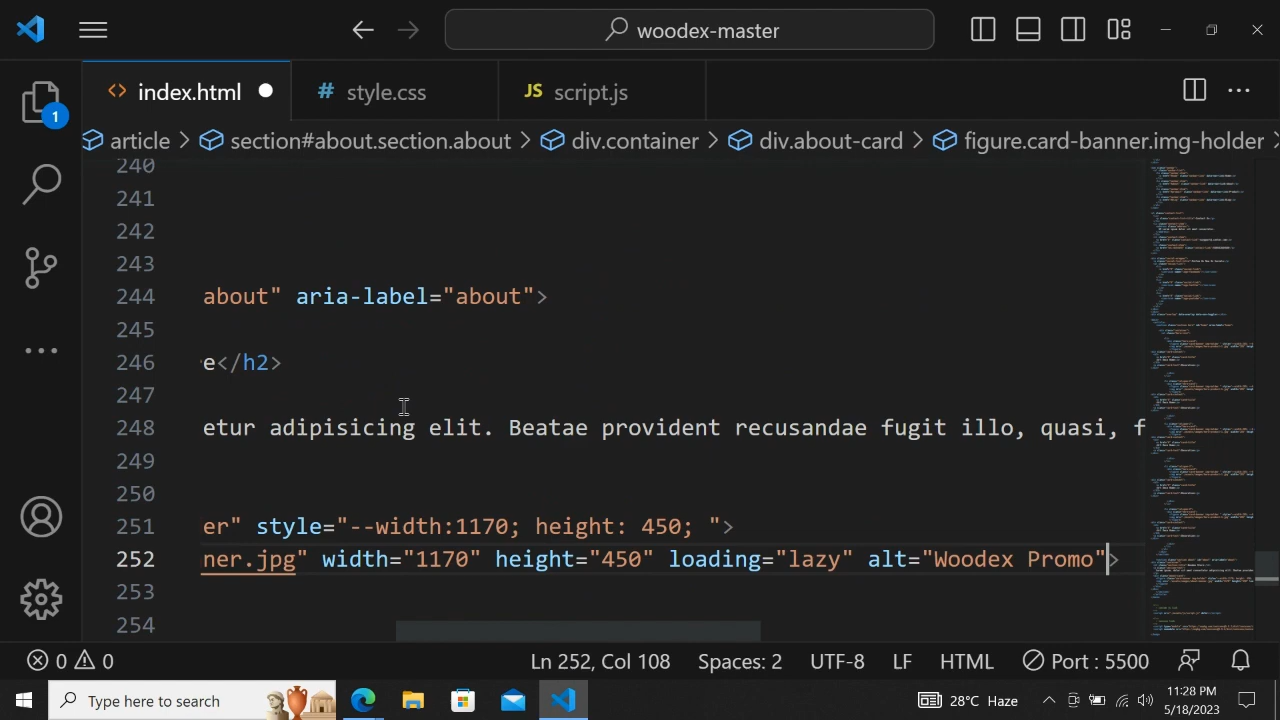 woodex-master
index.html
# style.css
JS script.js
1
article > section#about.section.about > div.container > div.about-card > figure.card-banner.img-holder >
240
241
242
243
244 about" aria-label="about">
245
246 e</h2>
247
248 etur adipisicing elit. Beatae provident recusandae fugit illo, quasi, f
249
250
251 er" style="--width: height: 450; ">
252 ner.jpg" width="1170" height="450" loading="lazy" alt="Woodex Promo">
253
254
0 0 Ln 252, Col 108 Spaces: 2 UTF-8 LF HTML Port : 5500
Type here to search 28°C Haze 11:28 PM
5/18/2023